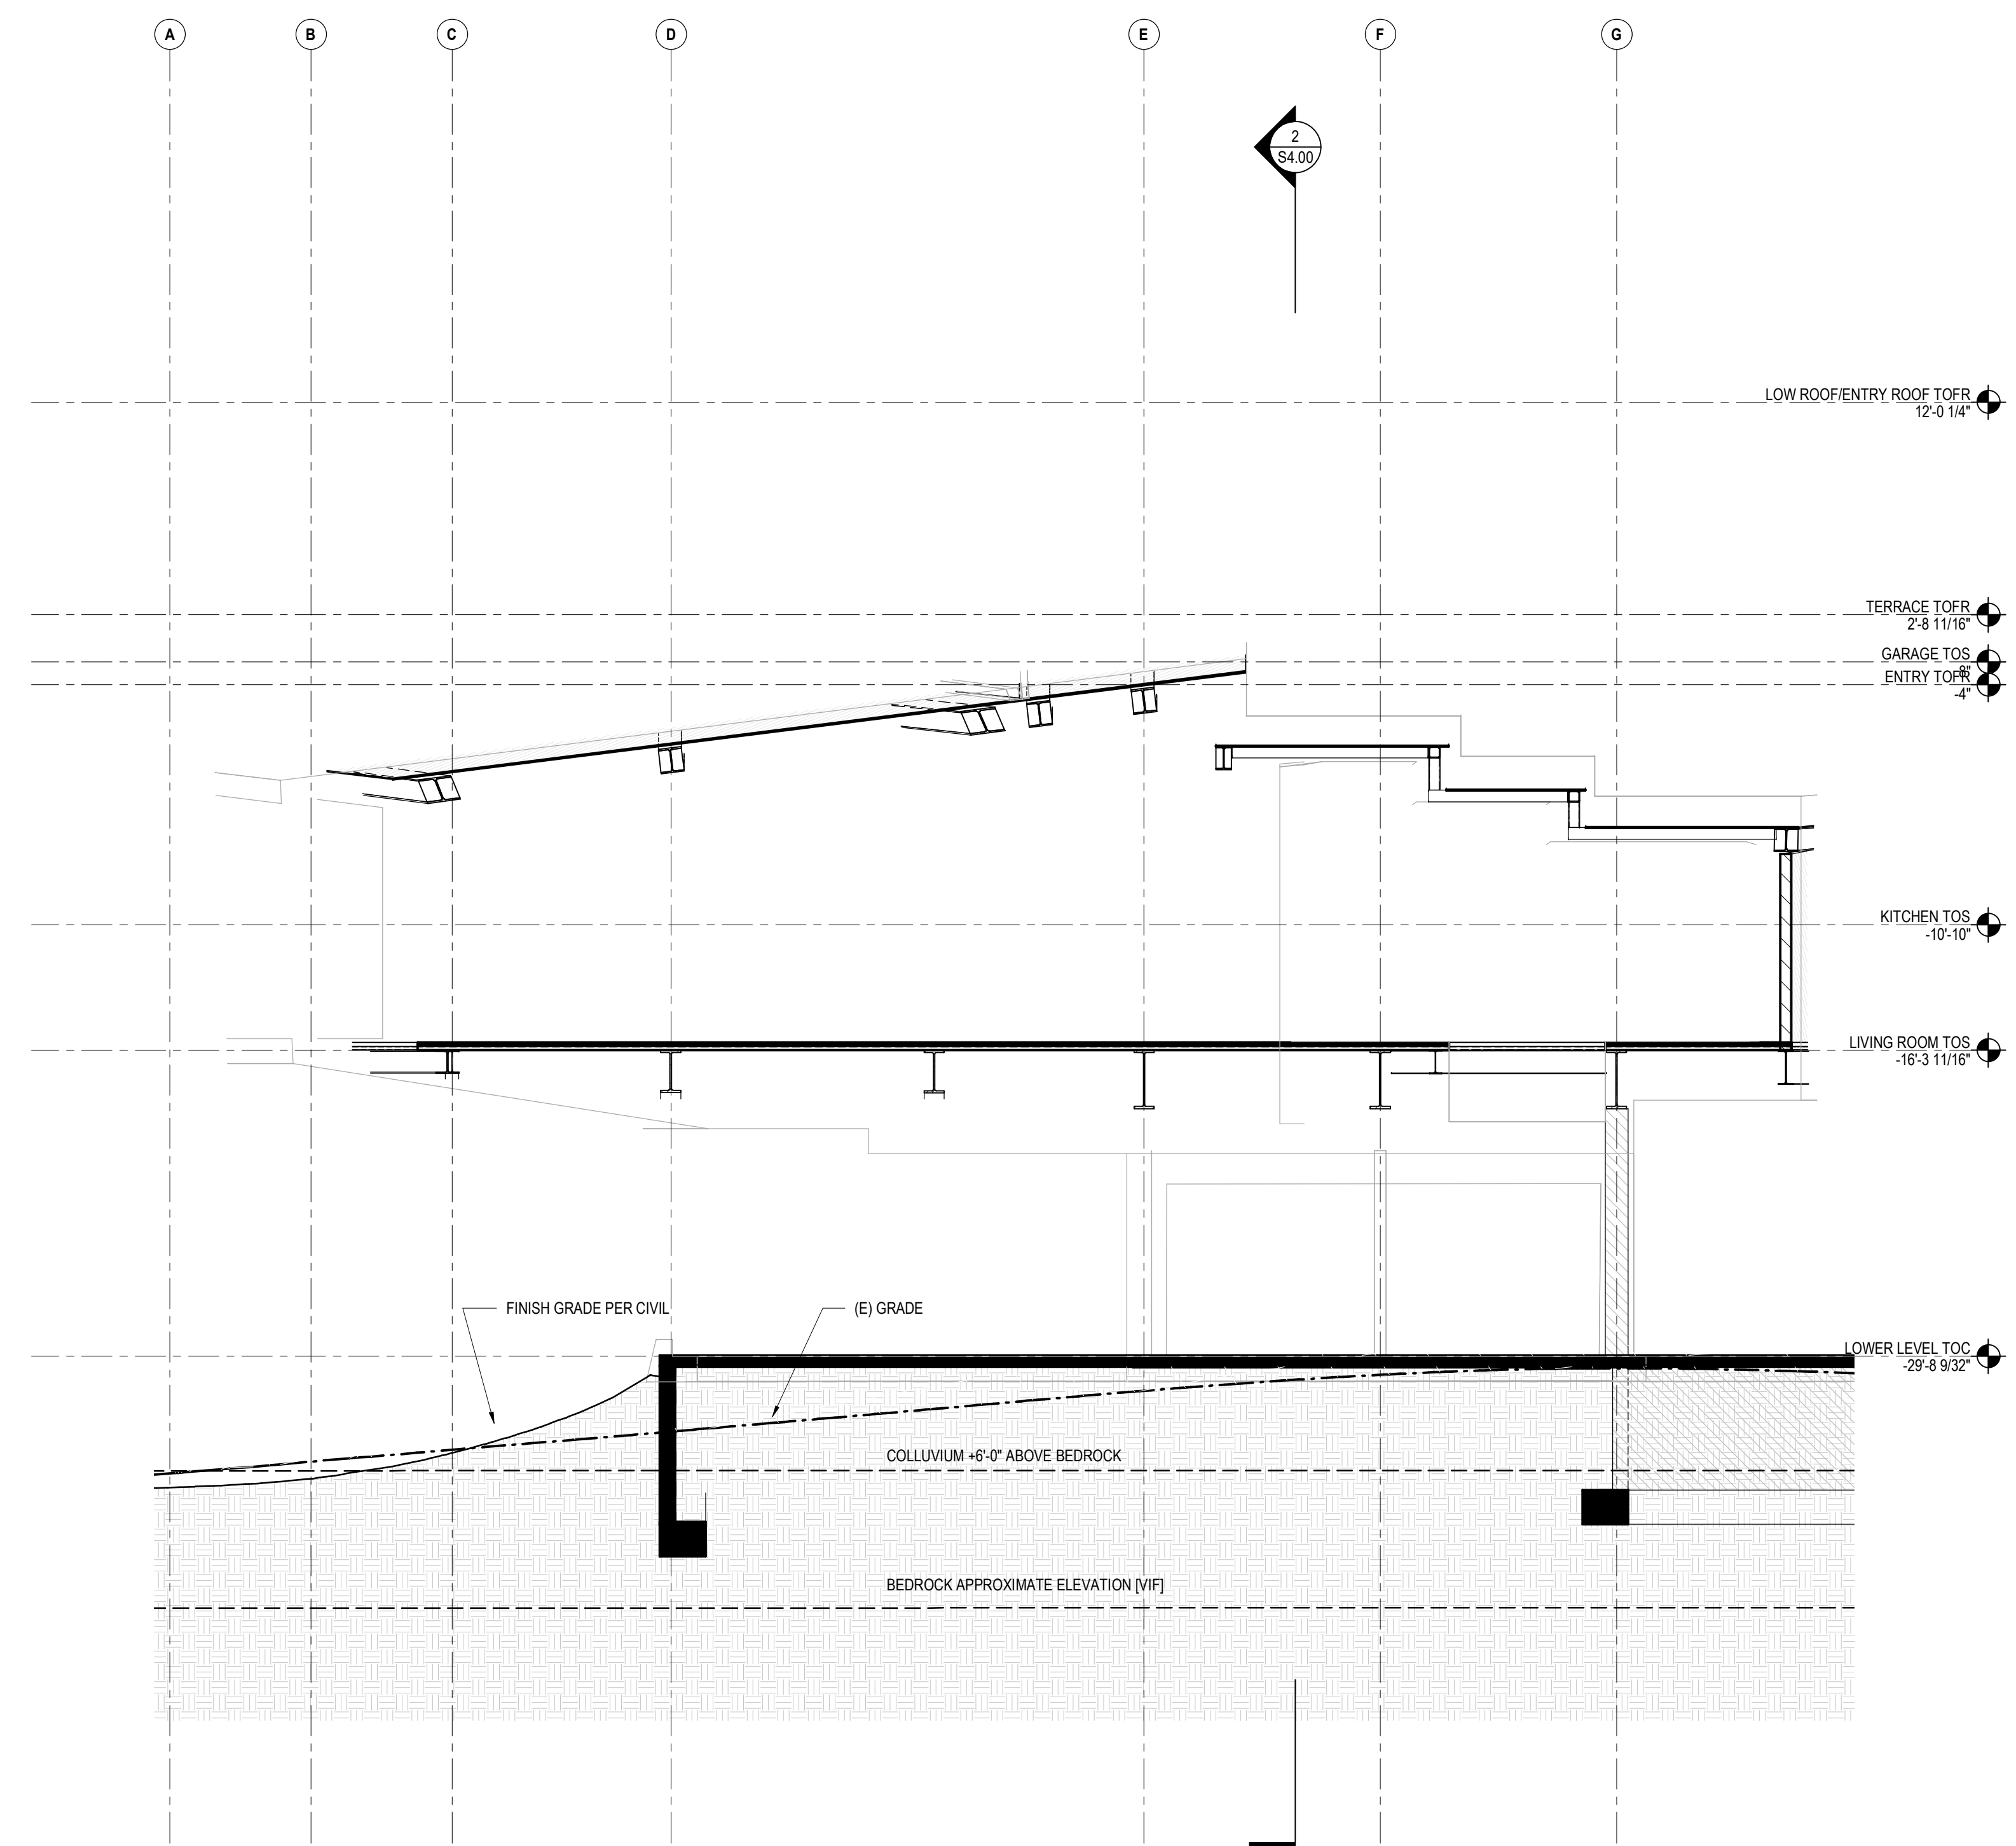 A B C D E F G
2
S4.00
LOW ROOF/ENTRY ROOF TOFR
12'-0 1/4"
TERRACE TOFR
2'-8 11/16"
GARAGE TOS
8"
ENTRY TOFR
-4"
KITCHEN TOS
-10'-10"
LIVING ROOM TOS
-16'-3 11/16"
FINISH GRADE PER CIVIL
(E) GRADE
LOWER LEVEL TOC
-29'-8 9/32"
COLLUVIUM +6'-0" ABOVE BEDROCK
BEDROCK APPROXIMATE ELEVATION [VIF]